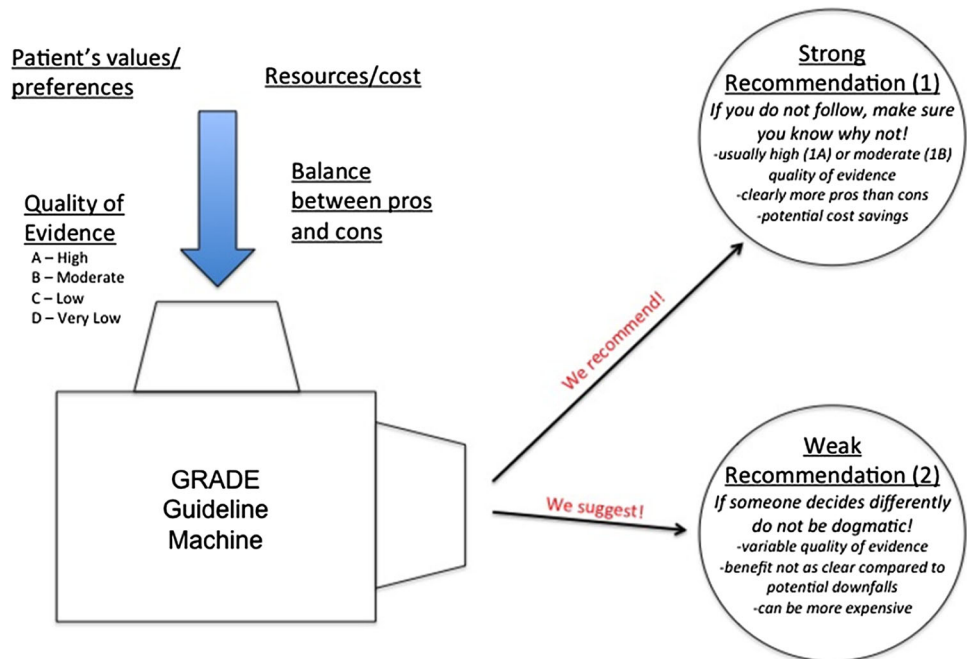 Patient's values/
preferences
Resources/cost
Balance
between pros
and cons
Quality of
Evidence
A – High
B – Moderate
C – Low
D – Very Low
GRADE
Guideline
Machine
We recommend!
We suggest!
Strong
Recommendation (1)
If you do not follow, make sure
you know why not!
-usually high (1A) or moderate (1B)
quality of evidence
-clearly more pros than cons
-potential cost savings
Weak
Recommendation (2)
If someone decides differently
do not be dogmatic!
-variable quality of evidence
-benefit not as clear compared to
potential downfalls
-can be more expensive